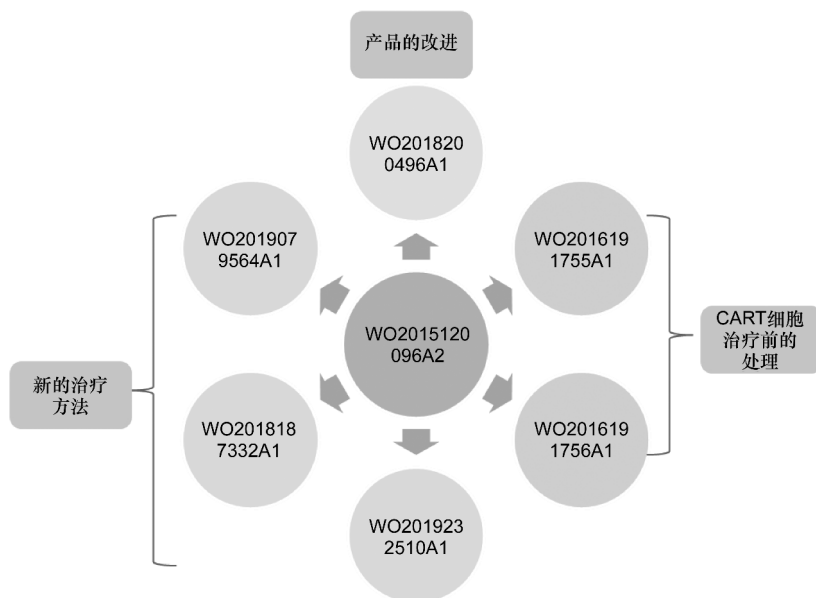 产品的改进
WO201820
0496A1
WO201907
9564A1
WO201619
1755A1
WO2015120
096A2
CART细胞
治疗前的
处理
新的治疗
方法
WO201818
7332A1
WO201619
1756A1
WO201923
2510A1